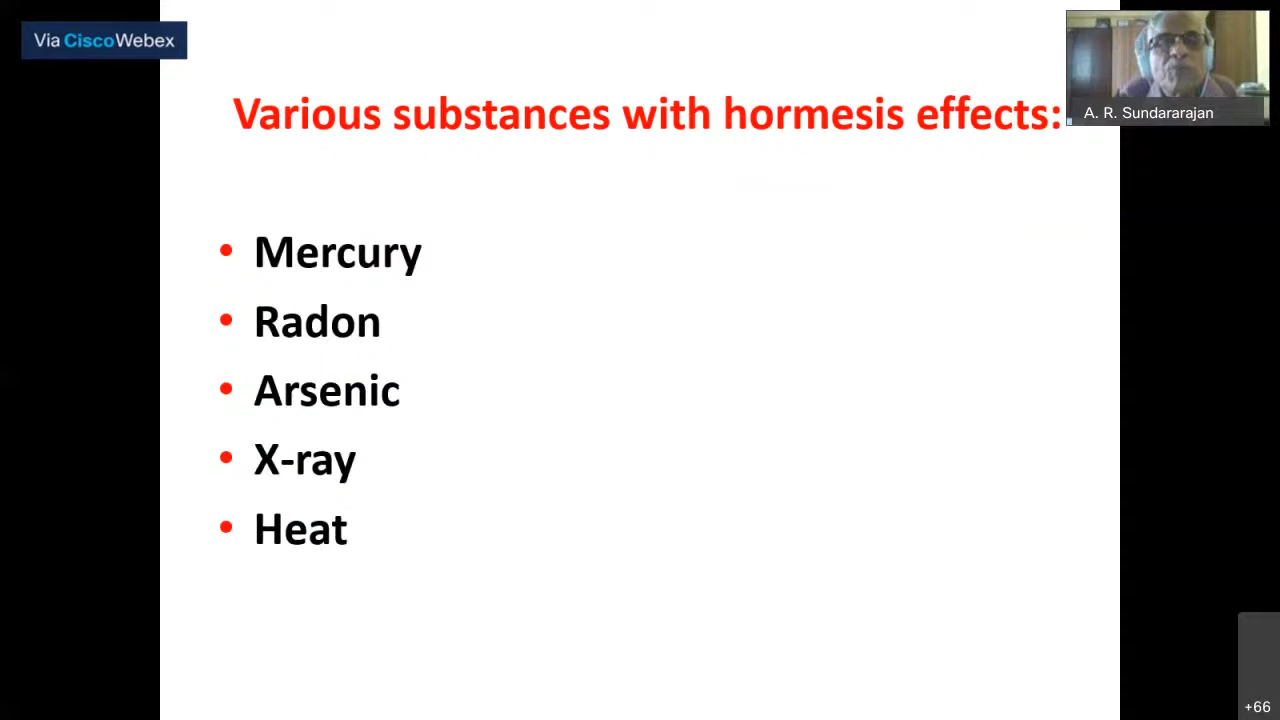 Via CiscoWebex
A. R. Sundararajan
Various substances with hormesis effects:
• Mercury
• Radon
• Arsenic
• X-ray
• Heat
+66